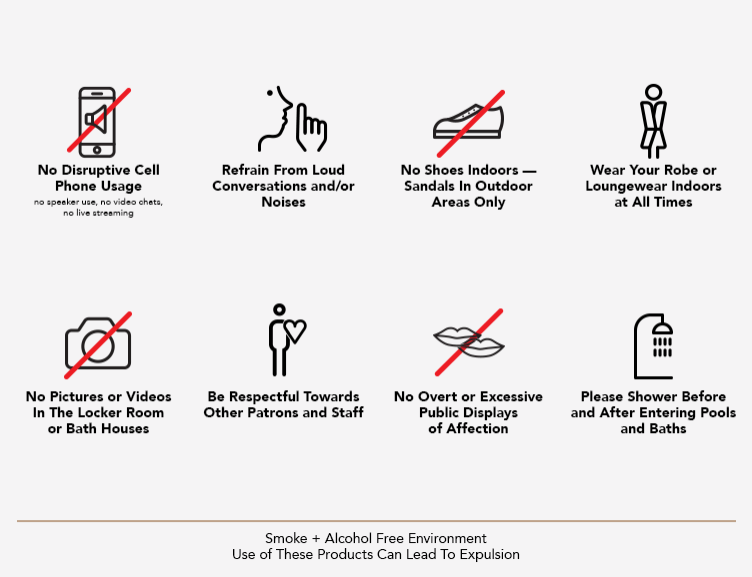 No Disruptive Cell
Phone Usage
no speaker use, no video chats,
no live streaming
Refrain From Loud
Conversations and/or
Noises
No Shoes Indoors —
Sandals In Outdoor
Areas Only
Wear Your Robe or
Loungewear Indoors
at All Times
No Pictures or Videos
In The Locker Room
or Bath Houses
Be Respectful Towards
Other Patrons and Staff
No Overt or Excessive
Public Displays
of Affection
Please Shower Before
and After Entering Pools
and Baths
Smoke + Alcohol Free Environment
Use of These Products Can Lead To Expulsion